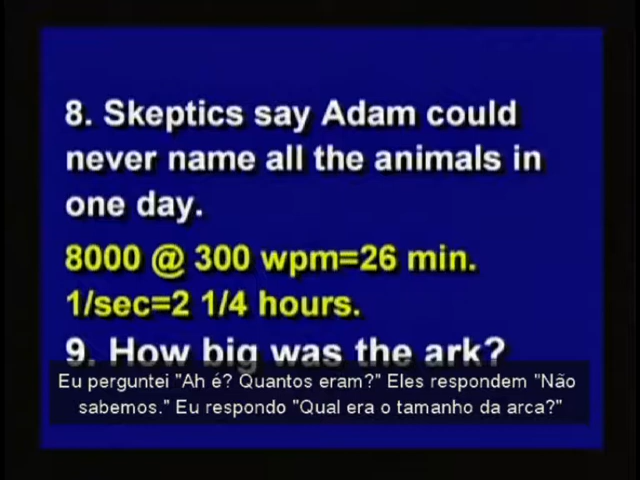 8. Skeptics say Adam could
never name all the animals in
one day.
8000 @ 300 wpm=26 min.
1/sec=2 1/4 hours.
9. How big was the ark?
Eu perguntei "Ah é? Quantos eram?" Eles respondem "Não
sabemos." Eu respondo "Qual era o tamanho da arca?"